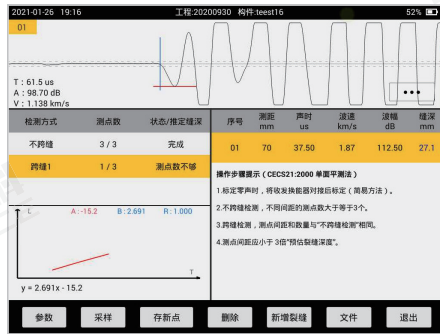 2021-01-26 19:16 工程:20200930 构件:teest16 52%
01
T : 61.5 us
A : 98.70 dB
V : 1.138 km/s
•••
检测方式 测点数 状态/推定缝深
不跨缝 3 / 3 完成
跨缝1 1 / 3 测点数不够
序号 测距 mm 声时 us 波速 km/s 波幅 dB 缝深 mm
01 70 37.50 1.87 112.50 27.1
操作步骤提示（CECS21:2000 单面平测法）
1.标定零声时，将收发换能器对接后标定（简易方法）。
2.不跨缝检测，不同间距的测点数大于等于3个。
3.跨缝检测，测点间距和数量与"不跨缝检测"相同。
4.测点间距应小于 3倍"预估裂缝深度"。
L A:-15.2 B:2.691 R:1.000
T
y = 2.691x - 15.2
参数 采样 存新点 删除 新增裂缝 文件 退出